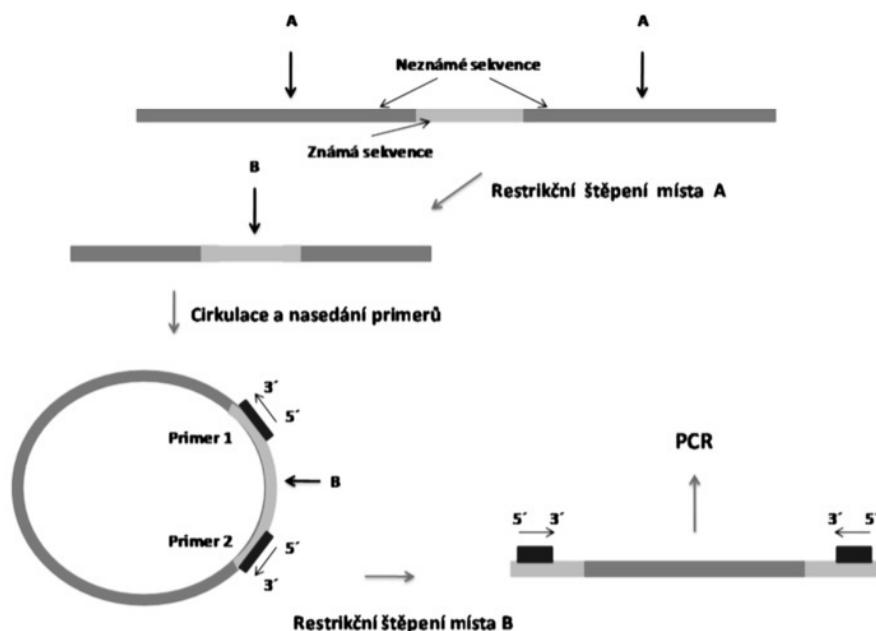 A
A
Neznámé sekvence
Známá sekvence
B
Restrikční štěpení místa A
Cirkulace a nasedání primerů
3´
5´
Primer 1
B
Primer 2
5´
3´
PCR
5´ 3´
3´ 5´
Restrikční štěpení místa B